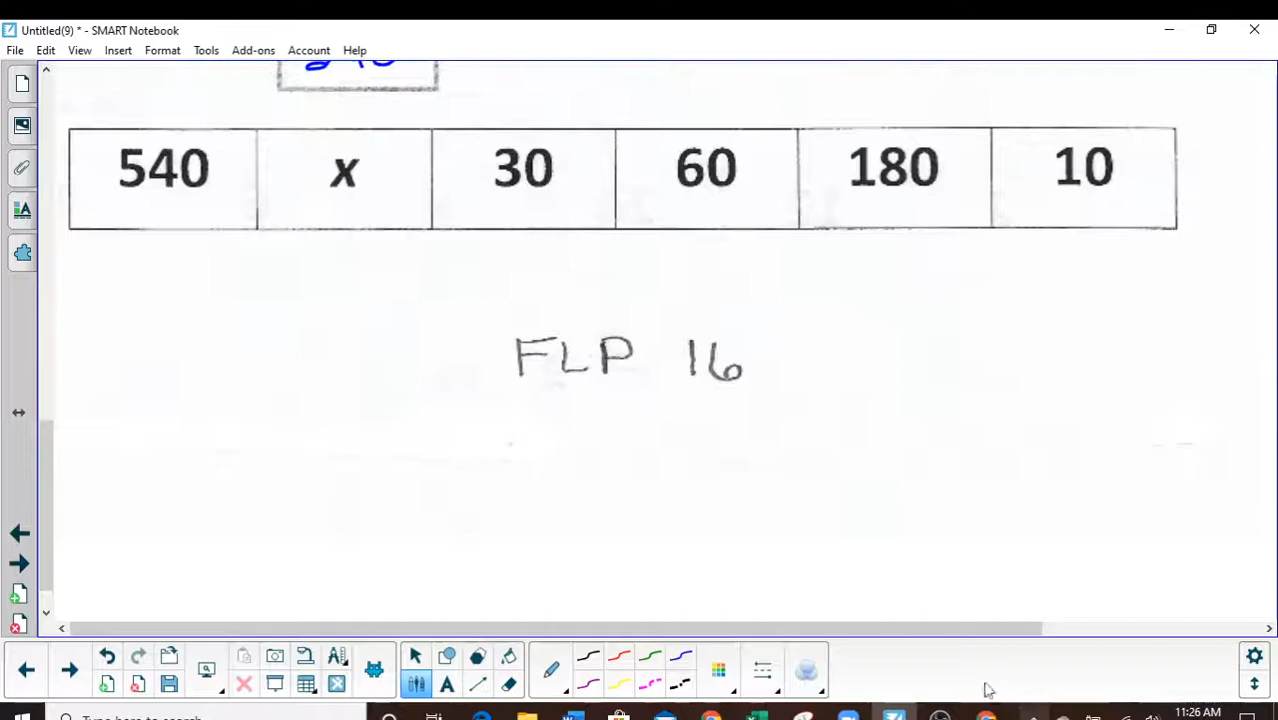 Untitled(9) * - SMART Notebook
File Edit View Insert Format Tools Add-ons Account Help
540 x 30 60 180 10
FLP 16
11:26 AM